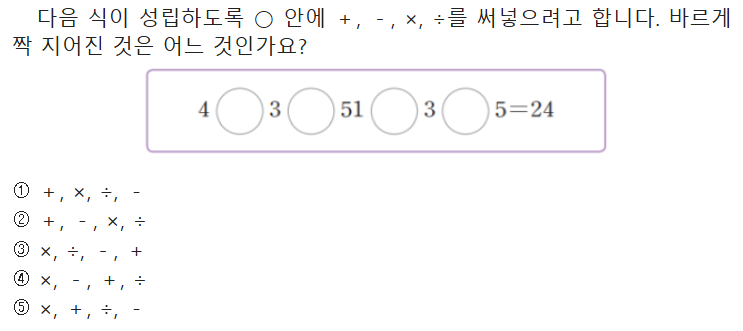 다음 식이 성립하도록 ○ 안에 +, -, ×, ÷를 써넣으려고 합니다. 바르게
짝 지어진 것은 어느 것인가요?
4 ○ 3 ○ 51 ○ 3 ○ 5=24
① +, ×, ÷, -
② +, -, ×, ÷
③ ×, ÷, -, +
④ ×, -, +, ÷
⑤ ×, +, ÷, -